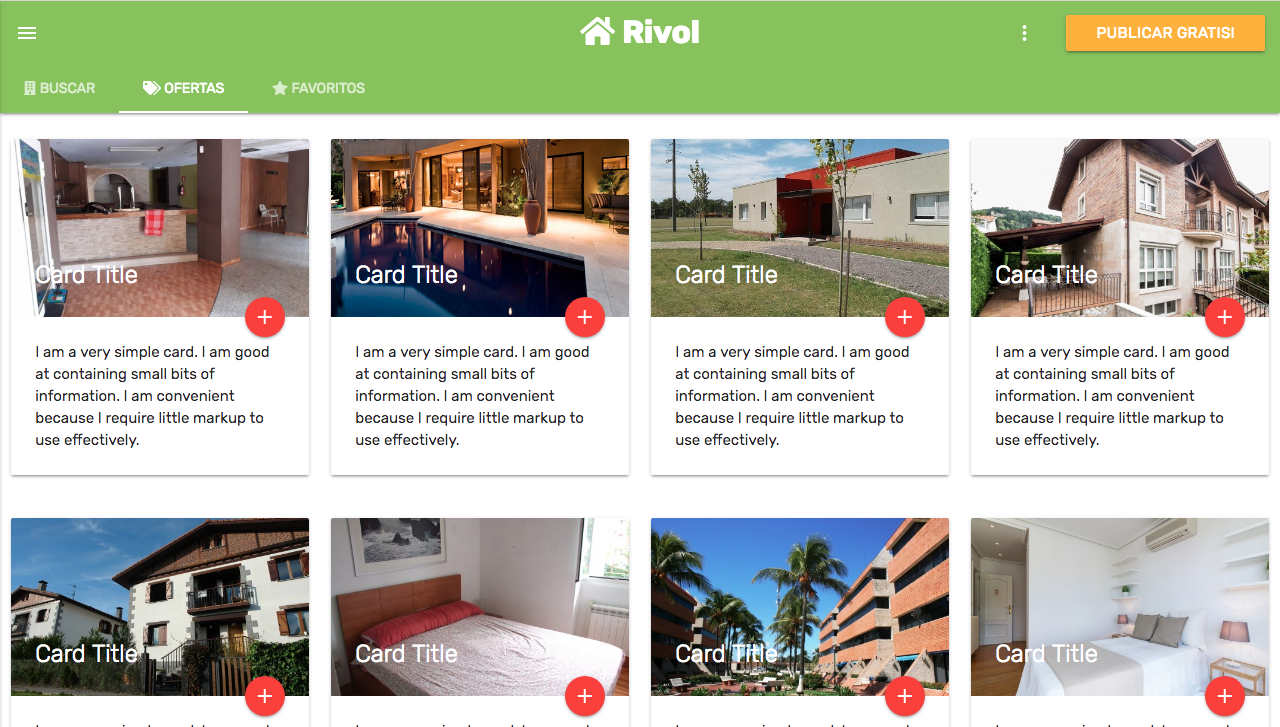 Rivol
PUBLICAR GRATIS!
BUSCAR
OFERTAS
FAVORITOS
Card Title
Card Title
Card Title
Card Title
I am a very simple card. I am good
at containing small bits of
information. I am convenient
because I require little markup to
use effectively.
I am a very simple card. I am good
at containing small bits of
information. I am convenient
because I require little markup to
use effectively.
I am a very simple card. I am good
at containing small bits of
information. I am convenient
because I require little markup to
use effectively.
I am a very simple card. I am good
at containing small bits of
information. I am convenient
because I require little markup to
use effectively.
Card Title
Card Title
Card Title
Card Title